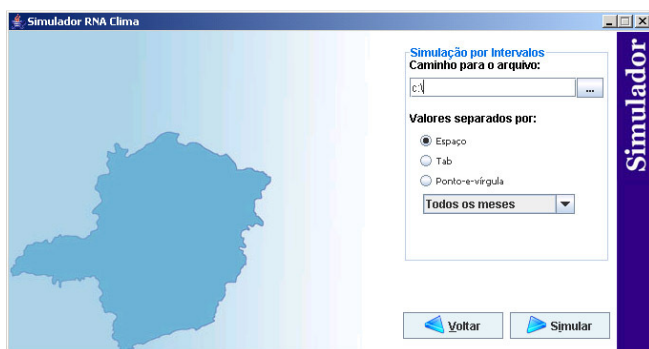 Simulador RNA Clima
Simulação por Intervalos
Caminho para o arquivo:
c:\
...
Valores separados por:
Espaço
Tab
Ponto-e-vírgula
Todos os meses
Voltar
Simular
Simulador